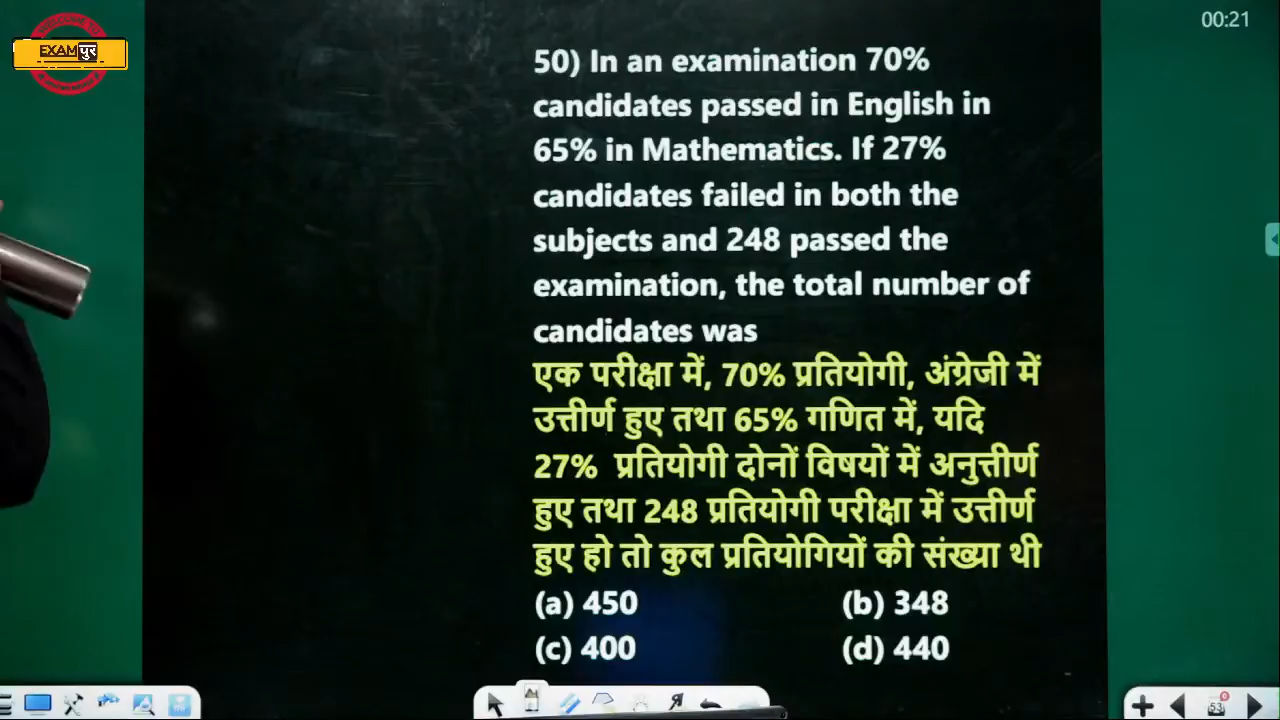 WELCOME TO
EXAMपुर
00:21
50) In an examination 70%
candidates passed in English in
65% in Mathematics. If 27%
candidates failed in both the
subjects and 248 passed the
examination, the total number of
candidates was
एक परीक्षा में, 70% प्रतियोगी, अंग्रेजी में
उत्तीर्ण हुए तथा 65% गणित में, यदि
27% प्रतियोगी दोनों विषयों में अनुत्तीर्ण
हुए तथा 248 प्रतियोगी परीक्षा में उत्तीर्ण
हुए हो तो कुल प्रतियोगियों की संख्या थी
(a) 450 (b) 348
(c) 400 (d) 440
53